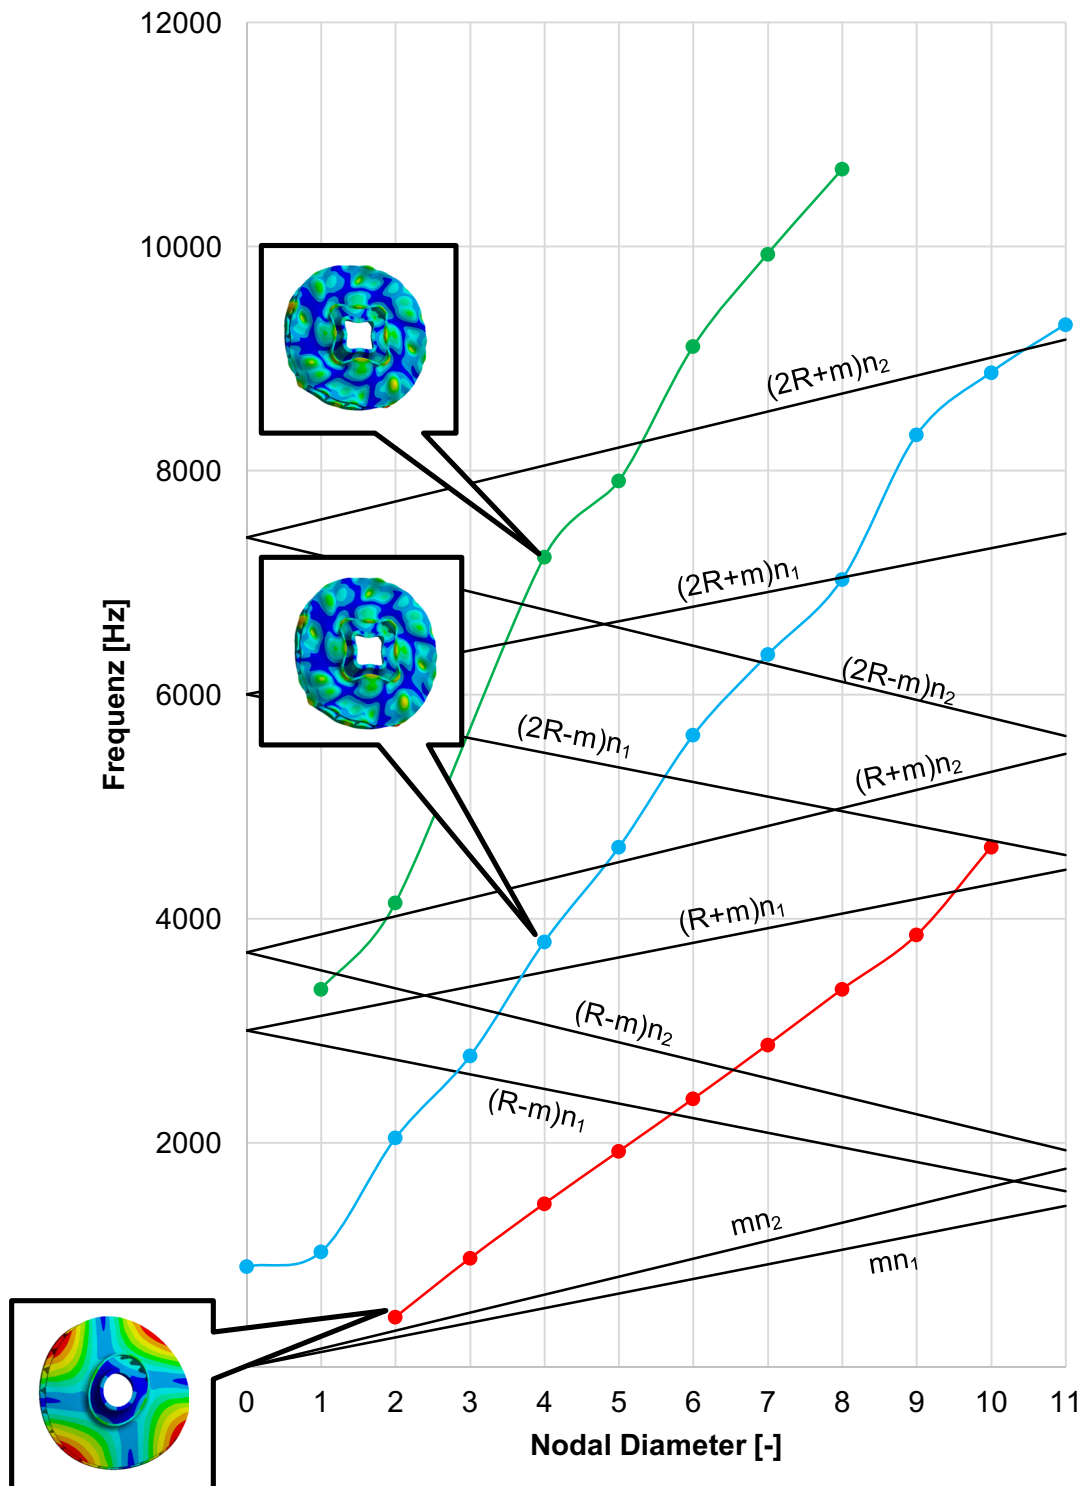 12000
10000
8000
6000
4000
2000
Frequenz [Hz]
(2R+m)n₂
(2R+m)n₁
(2R-m)n₂
(2R-m)n₁
(R+m)n₂
(R+m)n₁
(R-m)n₂
(R-m)n₁
mn₂
mn₁
0 1 2 3 4 5 6 7 8 9 10 11
Nodal Diameter [-]